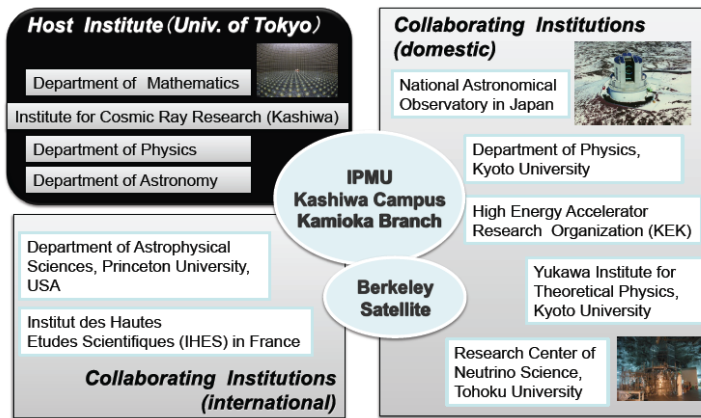 Host Institute (Univ. of Tokyo)
Department of Mathematics
Institute for Cosmic Ray Research (Kashiwa)
Department of Physics
Department of Astronomy
Collaborating Institutions
(domestic)
National Astronomical
Observatory in Japan
Department of Physics,
Kyoto University
High Energy Accelerator
Research Organization (KEK)
Yukawa Institute for
Theoretical Physics,
Kyoto University
Research Center of
Neutrino Science,
Tohoku University
IPMU
Kashiwa Campus
Kamioka Branch
Berkeley
Satellite
Department of Astrophysical
Sciences, Princeton University,
USA
Institut des Hautes
Etudes Scientifiques (IHES) in France
Collaborating Institutions
(international)